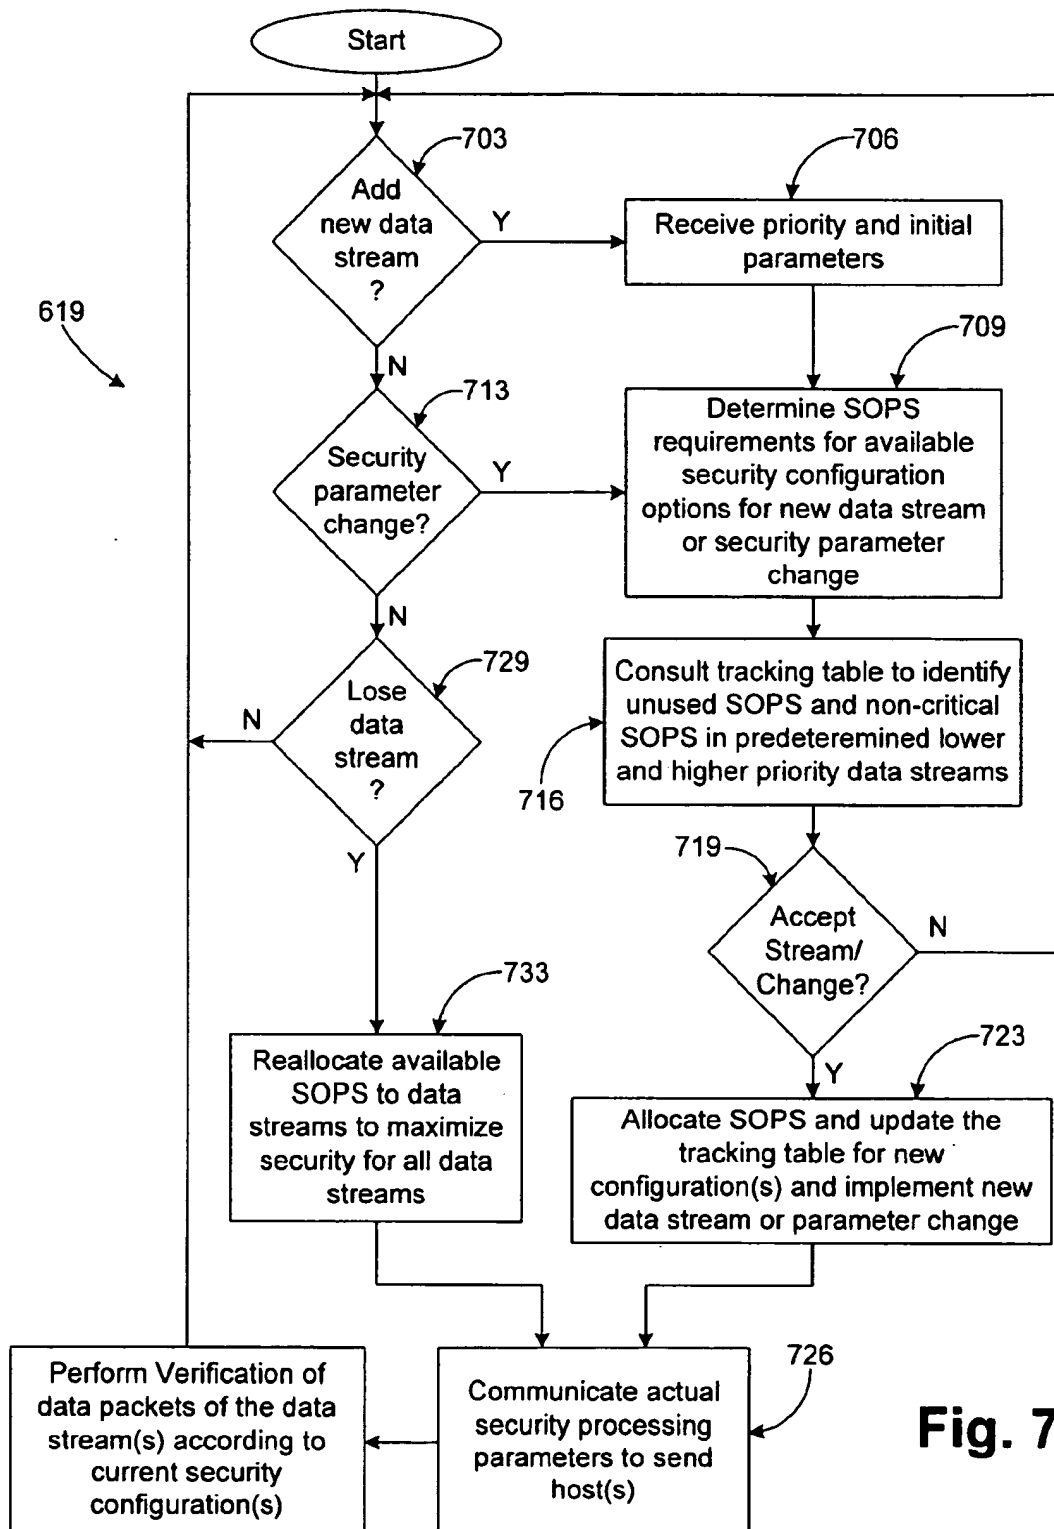 Start
703
Add
new data
stream
?
Y
N
706
Receive priority and initial
parameters
619
709
Determine SOPS
requirements for available
security configuration
options for new data stream
or security parameter
change
713
Security
parameter
change?
Y
N
729
Lose
data
stream
?
N
Y
Consult tracking table to identify
unused SOPS and non-critical
SOPS in predeteremined lower
and higher priority data streams
716
719
Accept
Stream/
Change?
N
Y
733
Reallocate available
SOPS to data
streams to maximize
security for all data
streams
723
Allocate SOPS and update the
tracking table for new
configuration(s) and implement new
data stream or parameter change
Perform Verification of
data packets of the data
stream(s) according to
current security
configuration(s)
Communicate actual
security processing
parameters to send
host(s)
726
Fig. 7